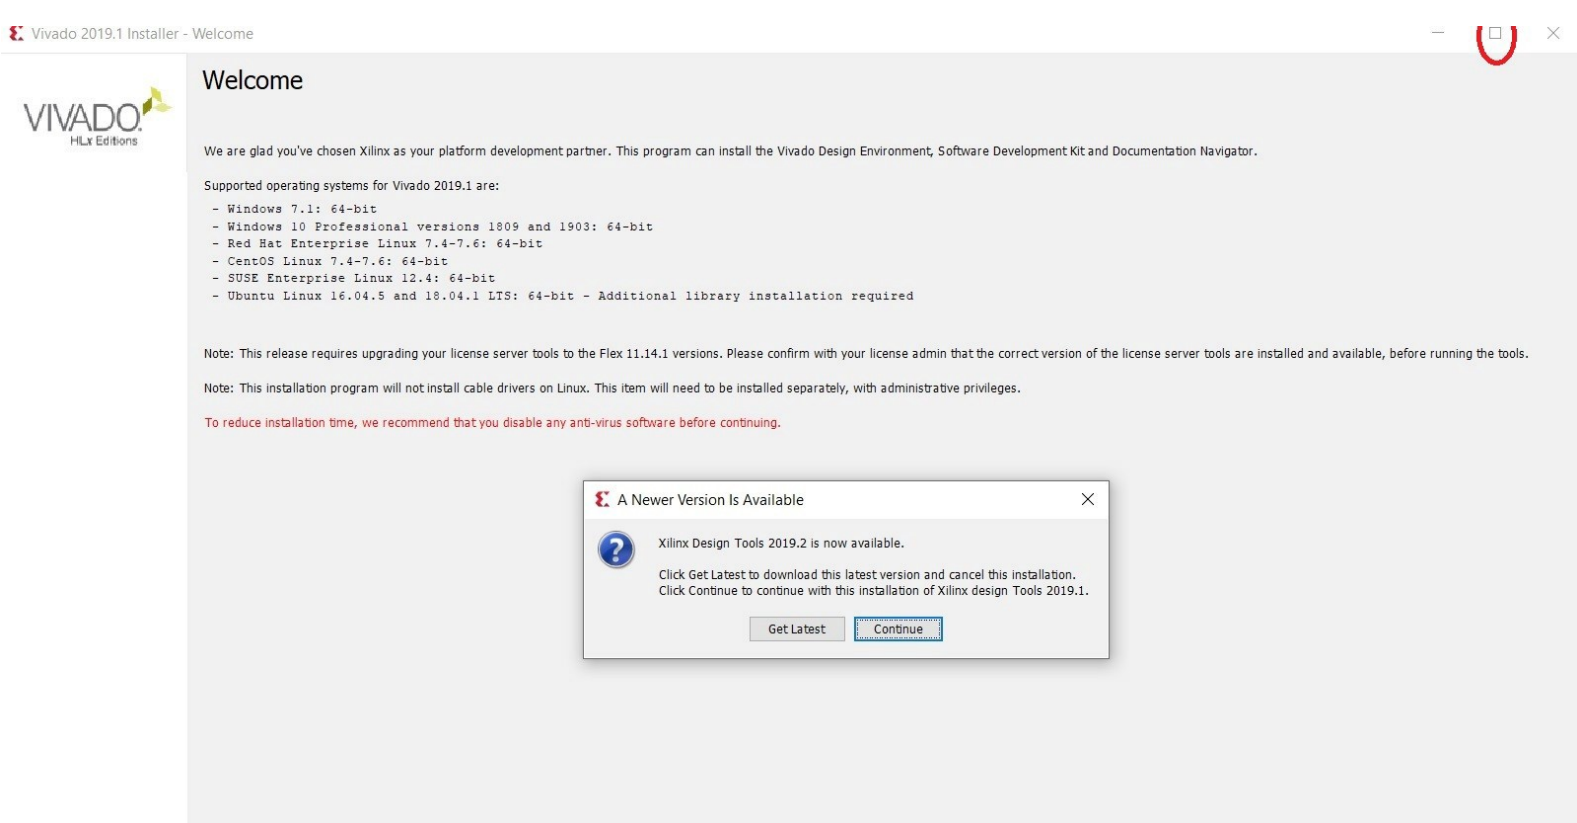 Vivado 2019.1 Installer - Welcome
VIVADO
HLx Editions
Welcome
We are glad you've chosen Xilinx as your platform development partner. This program can install the Vivado Design Environment, Software Development Kit and Documentation Navigator.
Supported operating systems for Vivado 2019.1 are:
- Windows 7.1: 64-bit
- Windows 10 Professional versions 1809 and 1903: 64-bit
- Red Hat Enterprise Linux 7.4-7.6: 64-bit
- CentOS Linux 7.4-7.6: 64-bit
- SUSE Enterprise Linux 12.4: 64-bit
- Ubuntu Linux 16.04.5 and 18.04.1 LTS: 64-bit - Additional library installation required
Note: This release requires upgrading your license server tools to the Flex 11.14.1 versions. Please confirm with your license admin that the correct version of the license server tools are installed and available, before running the tools.
Note: This installation program will not install cable drivers on Linux. This item will need to be installed separately, with administrative privileges.
To reduce installation time, we recommend that you disable any anti-virus software before continuing.
A Newer Version Is Available
Xilinx Design Tools 2019.2 is now available.
Click Get Latest to download this latest version and cancel this installation.
Click Continue to continue with this installation of Xilinx design Tools 2019.1.
Get Latest Continue